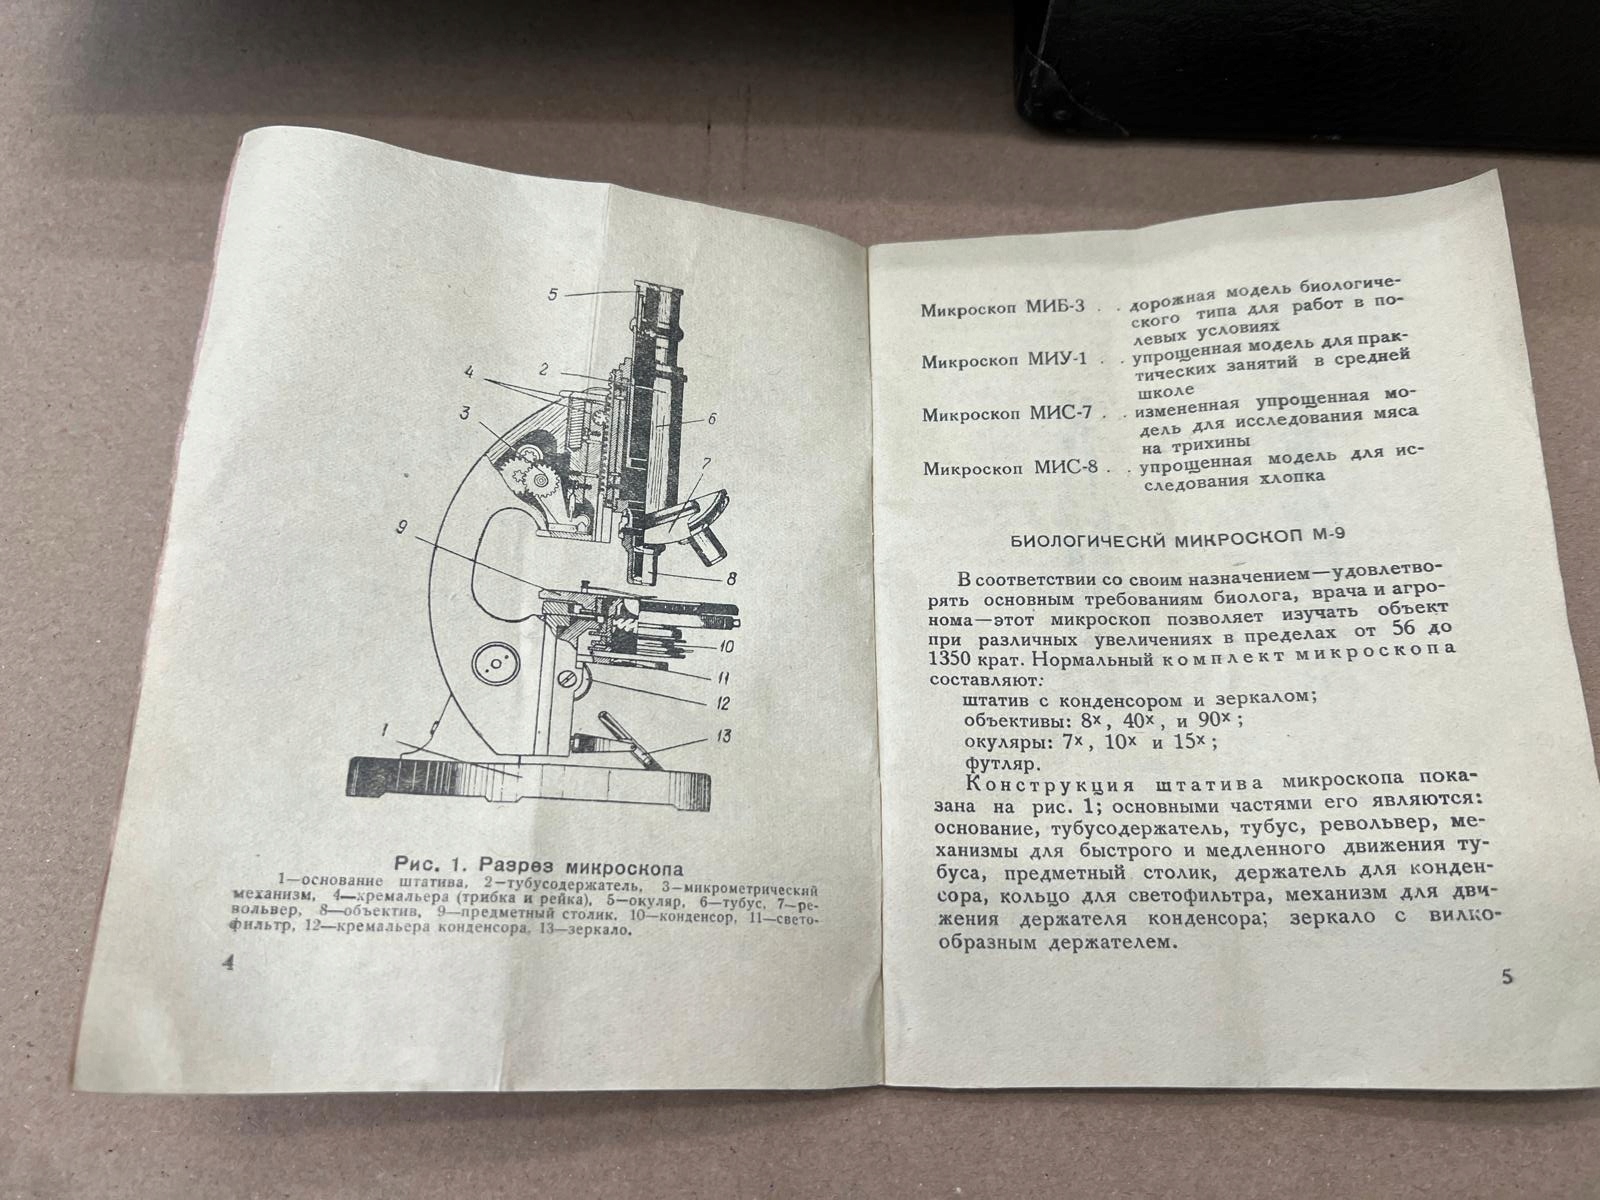 5
2
4
3
6
7
9
8
10
11
12
1
13
Рис. 1. Разрез микроскопа
1—основание штатива, 2—тубусодержатель, 3—микрометрический
механизм, 4—кремальера (трибка и рейка), 5—окуляр, 6—тубус, 7—ре-
вольвер, 8—объектив, 9—предметный столик, 10—конденсор, 11—свето-
фильтр, 12—кремальера конденсора, 13—зеркало.
4
Микроскоп МИБ-3 . . дорожная модель биологиче-
ского типа для работ в по-
левых условиях
Микроскоп МИУ-1 . . упрощенная модель для прак-
тических занятий в средней
школе
Микроскоп МИС-7 . . измененная упрощенная мо-
дель для исследования мяса
на трихины
Микроскоп МИС-8 . . упрощенная модель для ис-
следования хлопка
БИОЛОГИЧЕСКЙ МИКРОСКОП М-9
В соответствии со своим назначением—удовлетво-
рять основным требованиям биолога, врача и агро-
нома—этот микроскоп позволяет изучать объект
при различных увеличениях в пределах от 56 до
1350 крат. Нормальный комплект микроскопа
составляют:
штатив с конденсором и зеркалом;
объективы: 8x, 40x, и 90x;
окуляры: 7x, 10x и 15x;
футляр.
Конструкция штатива микроскопа пока-
зана на рис. 1; основными частями его являются:
основание, тубусодержатель, тубус, револьвер, ме-
ханизмы для быстрого и медленного движения ту-
буса, предметный столик, держатель для конден-
сора, кольцо для светофильтра, механизм для дви-
жения держателя конденсора; зеркало с вилко-
образным держателем.
5